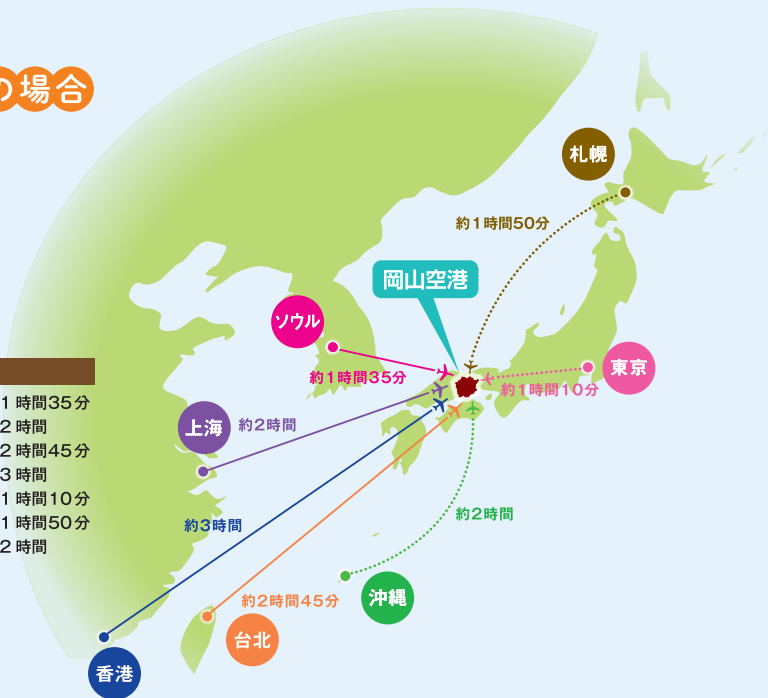 の場合
札幌
約1時間50分
岡山空港
ソウル
約1時間35分
東京
約1時間10分
上海
約2時間
1時間35分
2時間
2時間45分
3時間
1時間10分
1時間50分
2時間
約3時間
約2時間
約2時間45分
沖縄
台北
香港